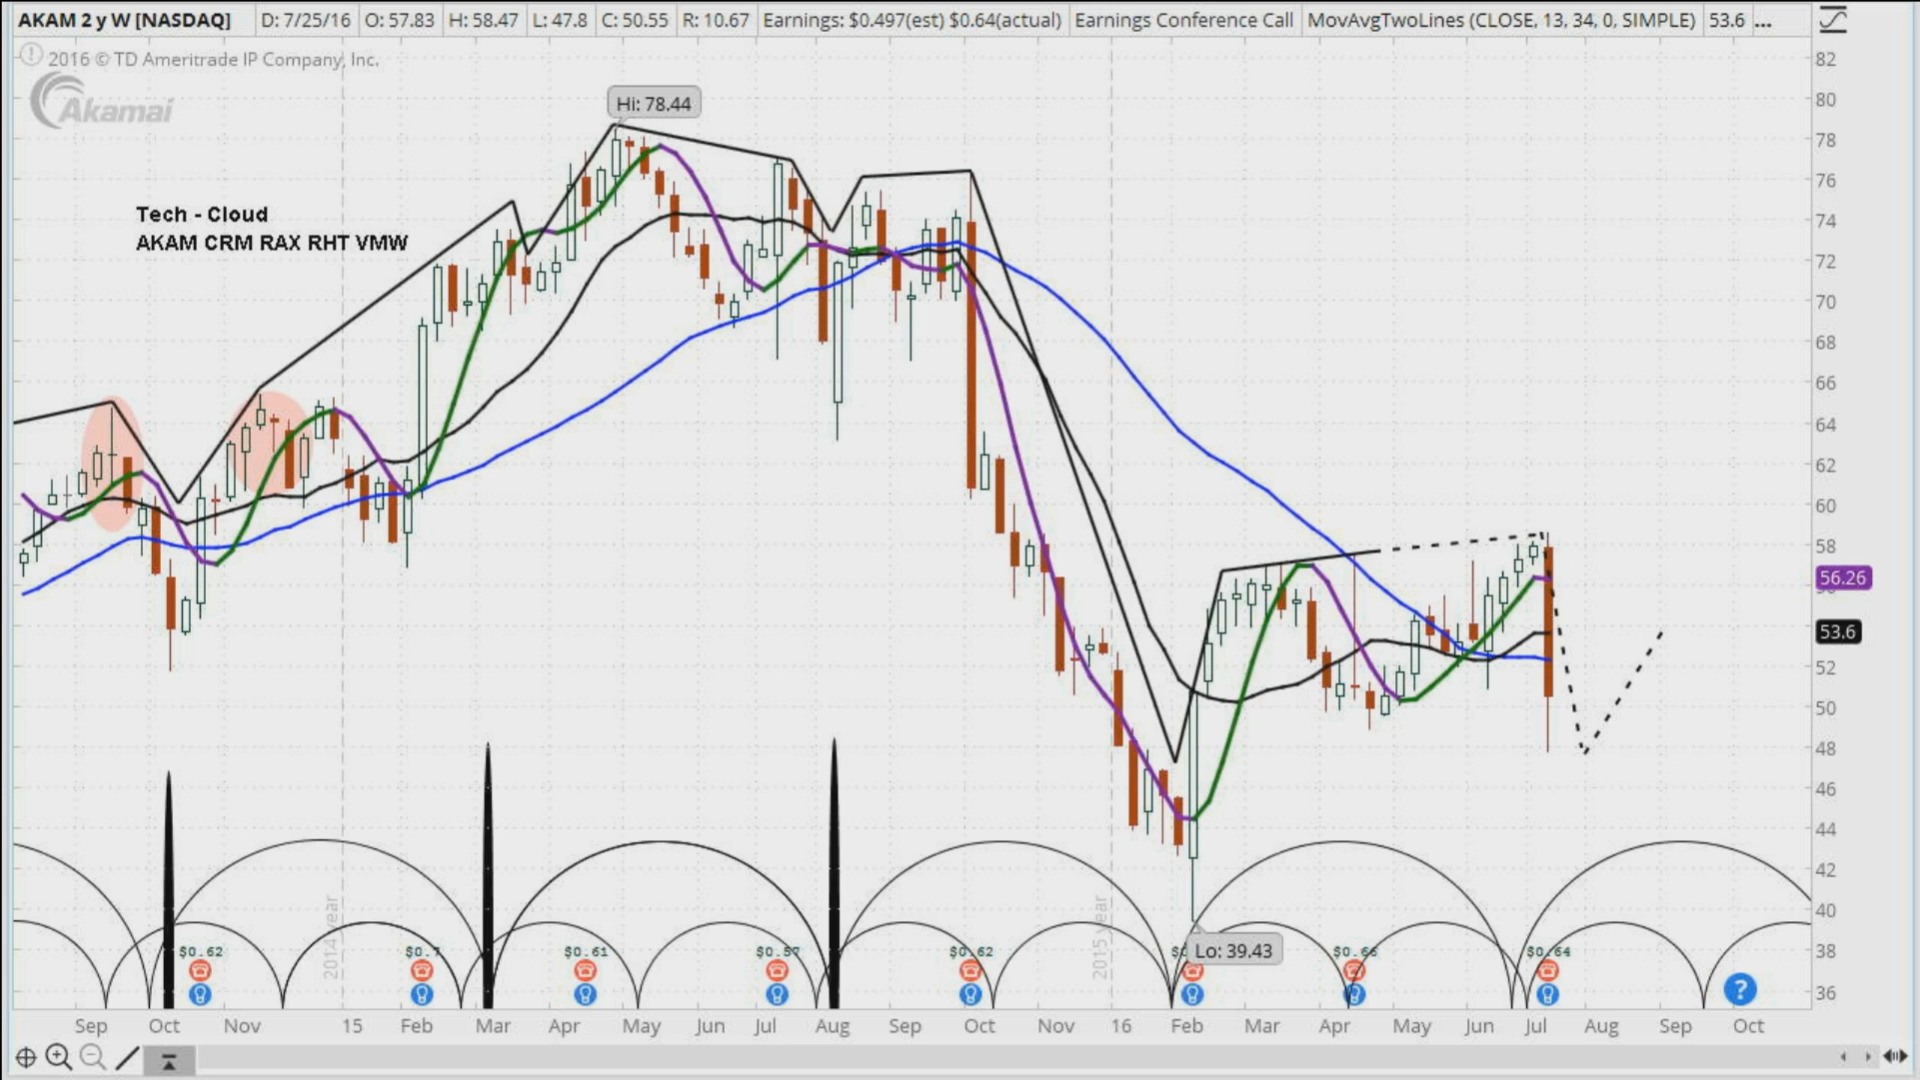 AKAM 2 y W [NASDAQ] D: 7/25/16 O: 57.83 H: 58.47 L: 47.8 C: 50.55 R: 10.67 Earnings: $0.497(est) $0.64(actual) Earnings Conference Call MovAvgTwoLines (CLOSE, 13, 34, 0, SIMPLE) 53.6 ...
2016 © TD Ameritrade IP Company, Inc.
Akamai
Hi: 78.44
Tech - Cloud
AKAM CRM RAX RHT VMW
82
80
78
76
74
72
70
68
66
64
62
60
58
56.26
53.6
52
50
48
46
44
42
40
38
36
2014 year
2015 year
Lo: 39.43
$0.62 $0.7 $0.61 $0.57 $0.62 $0.66 $0.64
?
Sep Oct Nov 15 Feb Mar Apr May Jun Jul Aug Sep Oct Nov 16 Feb Mar Apr May Jun Jul Aug Sep Oct